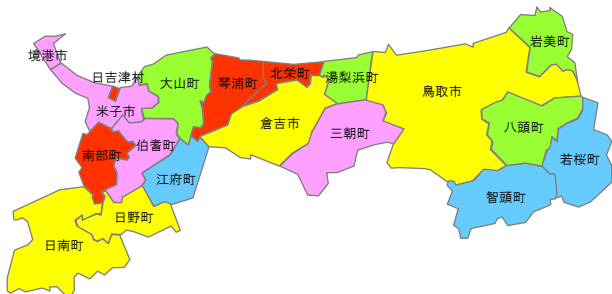 岩美町
境港市
日吉津村
大山町
琴浦町
北栄町
湯梨浜町
鳥取市
米子市
倉吉市
三朝町
八頭町
伯耆町
南部町
江府町
若桜町
智頭町
日野町
日南町